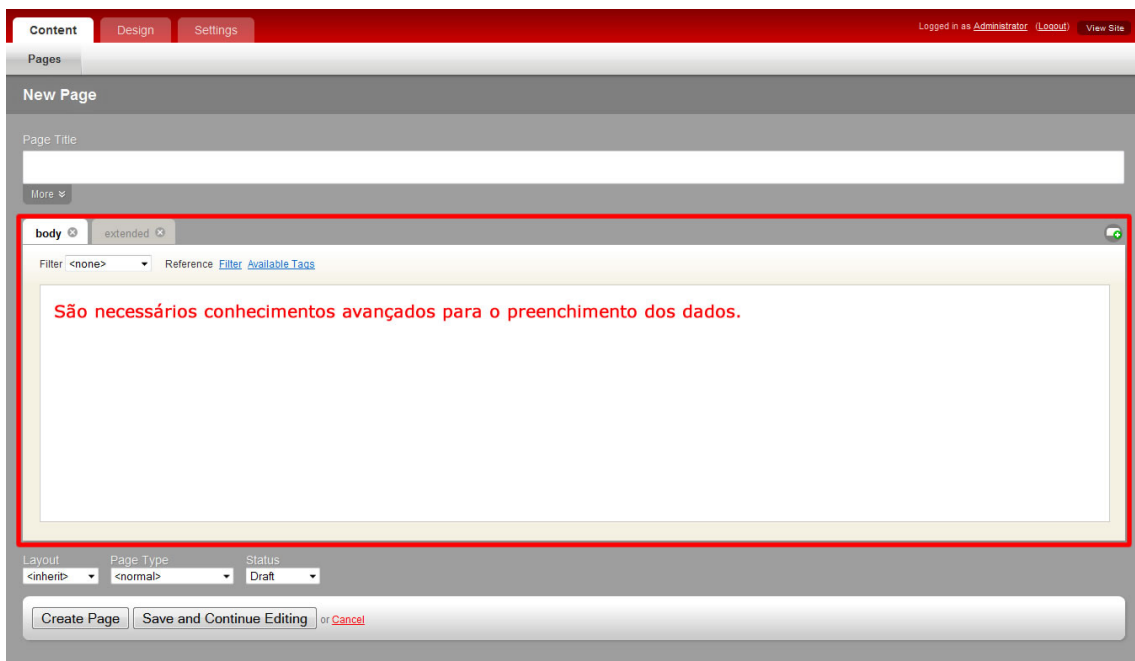 Content Design Settings Logged in as Administrator (Logout) View Site
Pages
New Page
Page Title
More
body extended
Filter <none> Reference Filter Available Tags
São necessários conhecimentos avançados para o preenchimento dos dados.
Layout Page Type Status
<inherit> <normal> Draft
Create Page Save and Continue Editing or Cancel